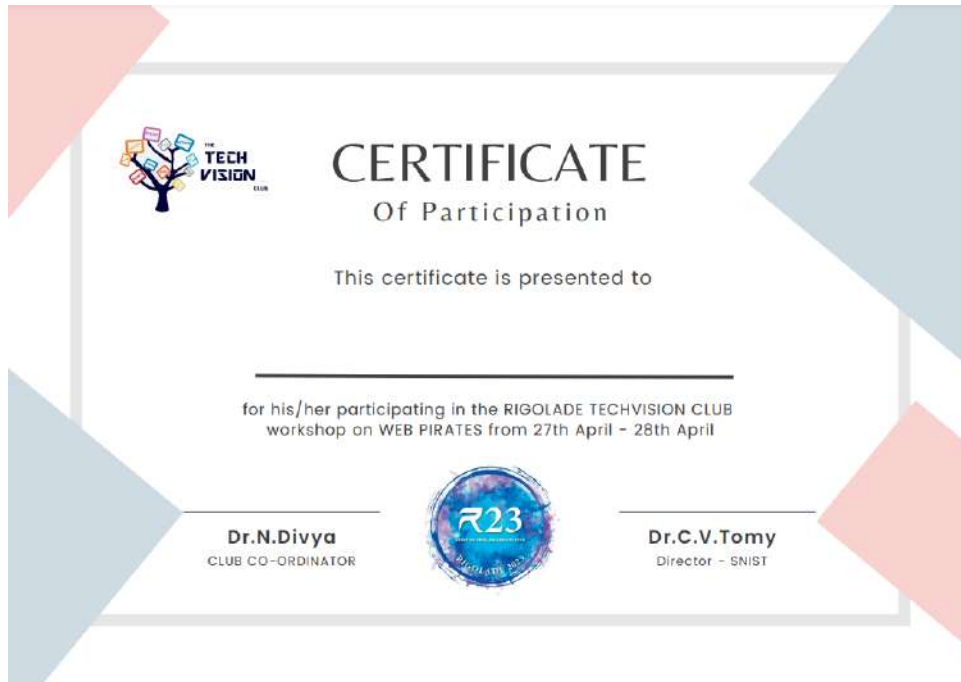 THE
TECH
VISION
CLUB
CERTIFICATE
Of Participation
This certificate is presented to
for his/her participating in the RIGOLADE TECHVISION CLUB
workshop on WEB PIRATES from 27th April - 28th April
R23
RIGOLADE 2023
Dr.N.Divya
CLUB CO-ORDINATOR
Dr.C.V.Tomy
Director - SNIST